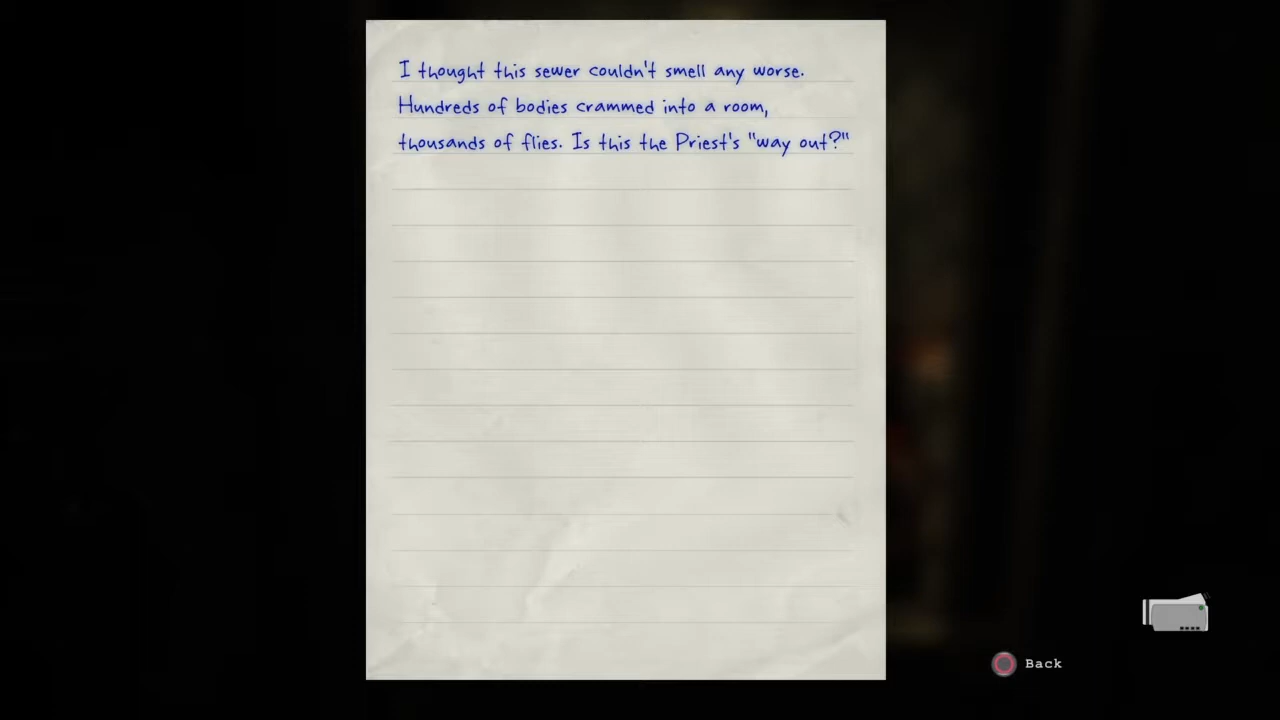 I thought this sewer couldn't smell any worse.
Hundreds of bodies crammed into a room,
thousands of flies. Is this the Priest's "way out?"
Back